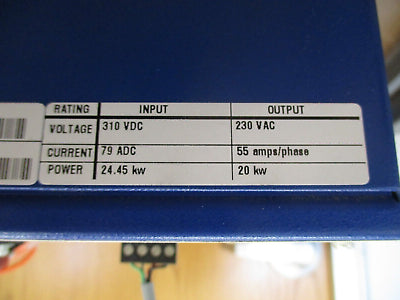 RATING INPUT OUTPUT
VOLTAGE 310 VDC 230 VAC
CURRENT 79 ADC 55 amps/phase
POWER 24.45 kw 20 kw